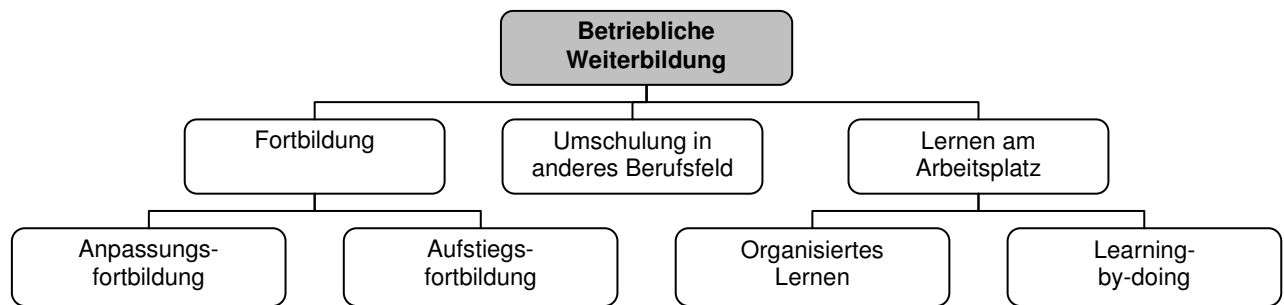 Betriebliche
Weiterbildung
Fortbildung
Umschulung in
anderes Berufsfeld
Lernen am
Arbeitsplatz
Anpassungs-
fortbildung
Aufstiegs-
fortbildung
Organisiertes
Lernen
Learning-
by-doing